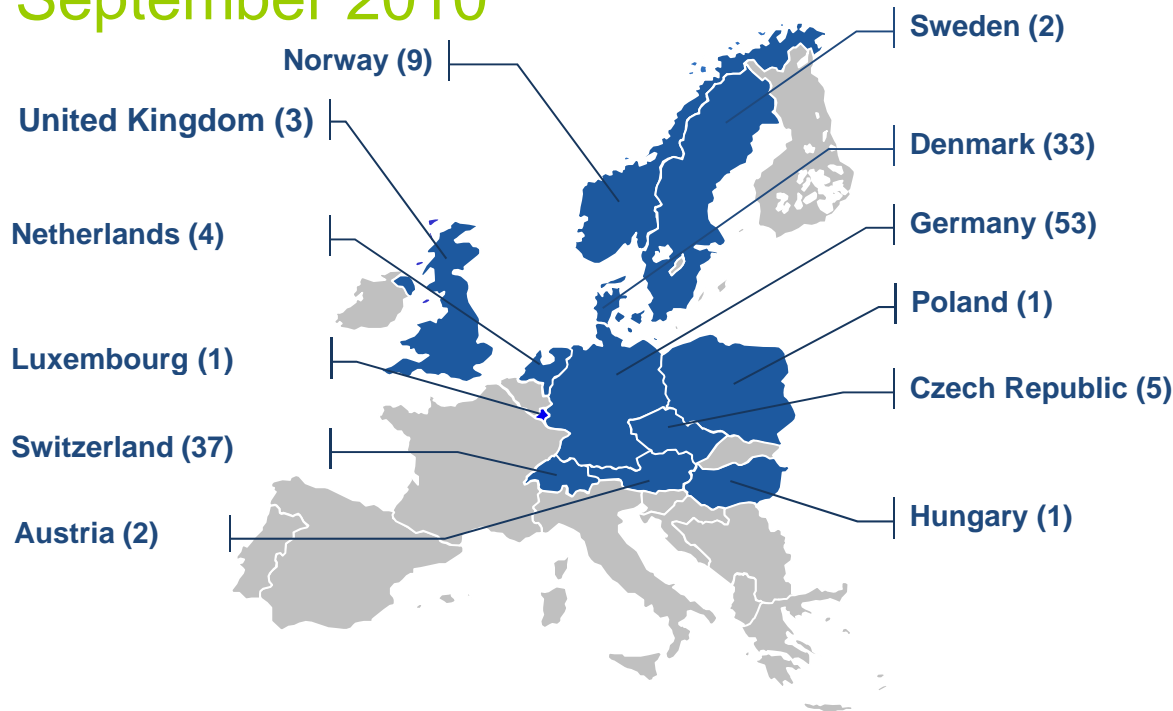 September 2010
Norway (9)
Sweden (2)
United Kingdom (3)
Denmark (33)
Netherlands (4)
Germany (53)
Poland (1)
Luxembourg (1)
Czech Republic (5)
Switzerland (37)
Austria (2)
Hungary (1)